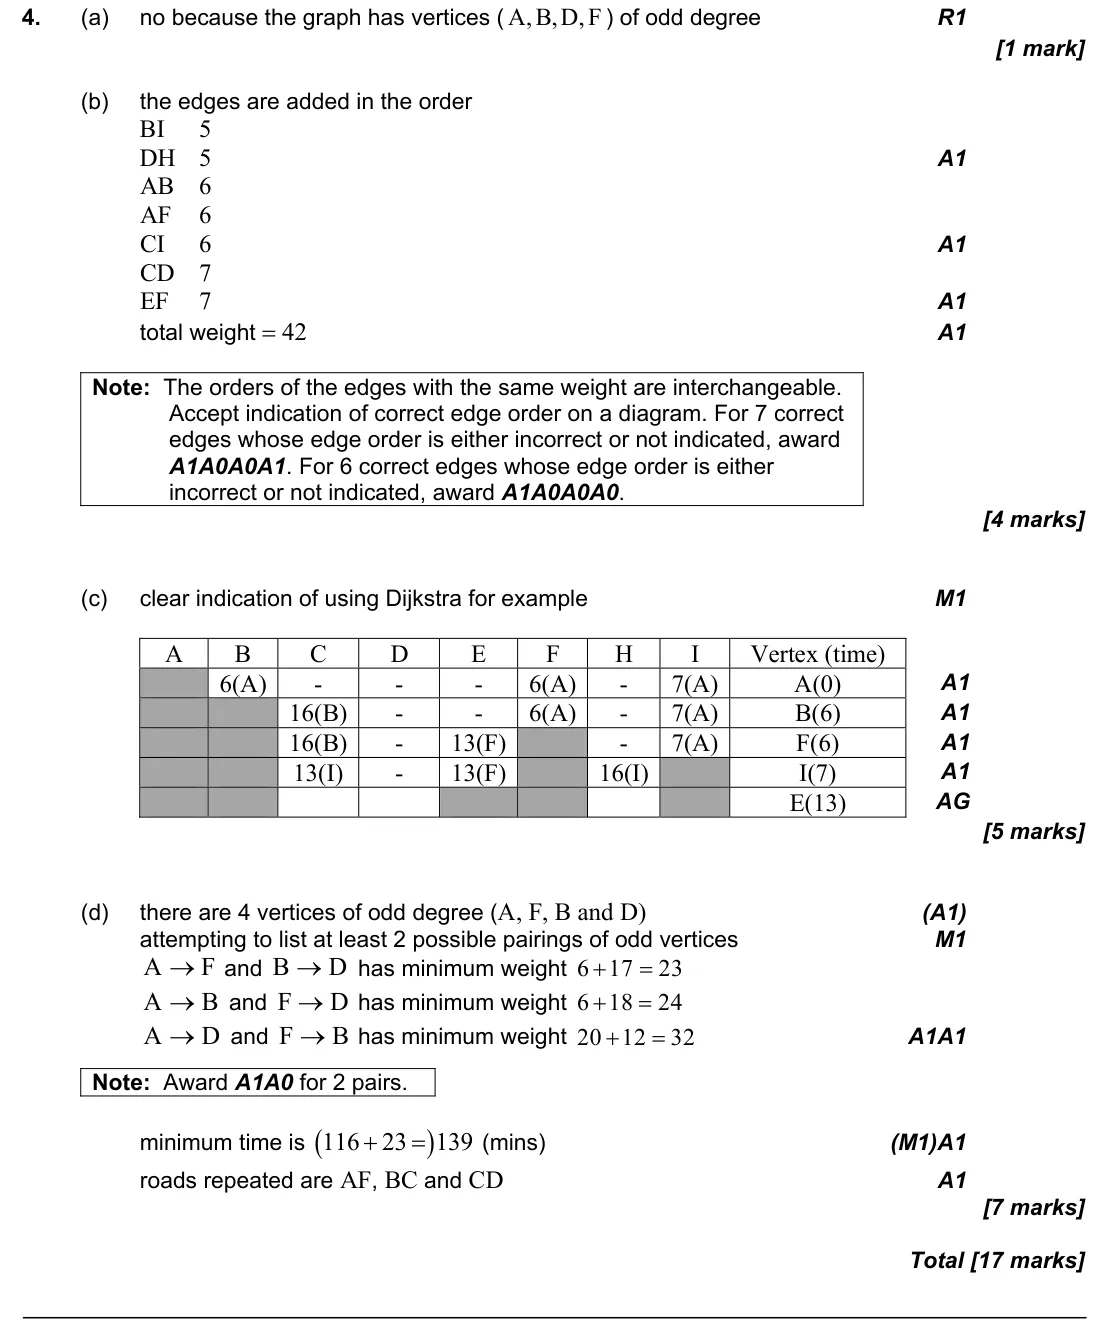 4. (a) no because the graph has vertices (A, B, D, F) of odd degree R1
[1 mark]
(b) the edges are added in the order
BI 5
DH 5 A1
AB 6
AF 6
CI 6 A1
CD 7
EF 7 A1
total weight = 42 A1
Note: The orders of the edges with the same weight are interchangeable.
Accept indication of correct edge order on a diagram. For 7 correct
edges whose edge order is either incorrect or not indicated, award
A1A0A0A1. For 6 correct edges whose edge order is either
incorrect or not indicated, award A1A0A0A0.
[4 marks]
(c) clear indication of using Dijkstra for example M1
A B C D E F H I Vertex (time)
6(A) - - - 6(A) - 7(A) A(0) A1
16(B) - - 6(A) - 7(A) B(6) A1
16(B) - 13(F) - 7(A) F(6) A1
13(I) - 13(F) 16(I) I(7) A1
E(13) AG
[5 marks]
(d) there are 4 vertices of odd degree (A, F, B and D) (A1)
attempting to list at least 2 possible pairings of odd vertices M1
A → F and B → D has minimum weight 6+17 = 23
A → B and F → D has minimum weight 6+18 = 24
A → D and F → B has minimum weight 20+12 = 32 A1A1
Note: Award A1A0 for 2 pairs.
minimum time is (116+23 =)139 (mins) (M1)A1
roads repeated are AF, BC and CD A1
[7 marks]
Total [17 marks]